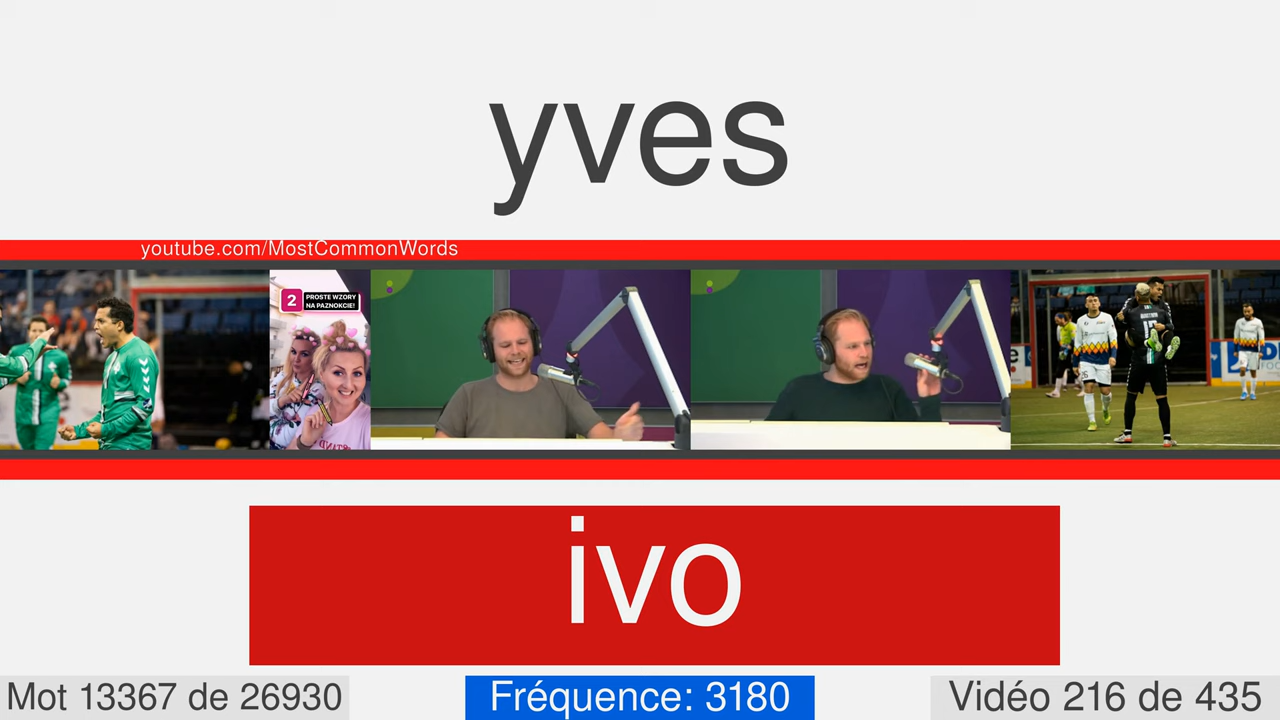 yves
youtube.com/MostCommonWords
2 PROSTE WZORY
NA PAZNOKCIE!
ivo
Mot 13367 de 26930
Fréquence: 3180
Vidéo 216 de 435